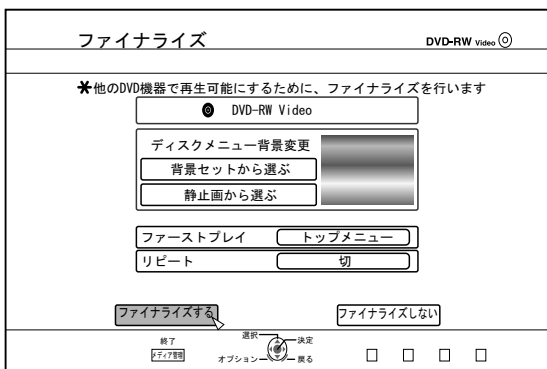 ファイナライズ
DVD-RW Video
✱他のDVD機器で再生可能にするために、ファイナライズを行います
DVD-RW Video
ディスクメニュー背景変更
背景セットから選ぶ
静止画から選ぶ
ファーストプレイ トップメニュー
リピート 切
ファイナライズする ファイナライズしない
終了 選択 決定
メディア管理 オプション 戻る